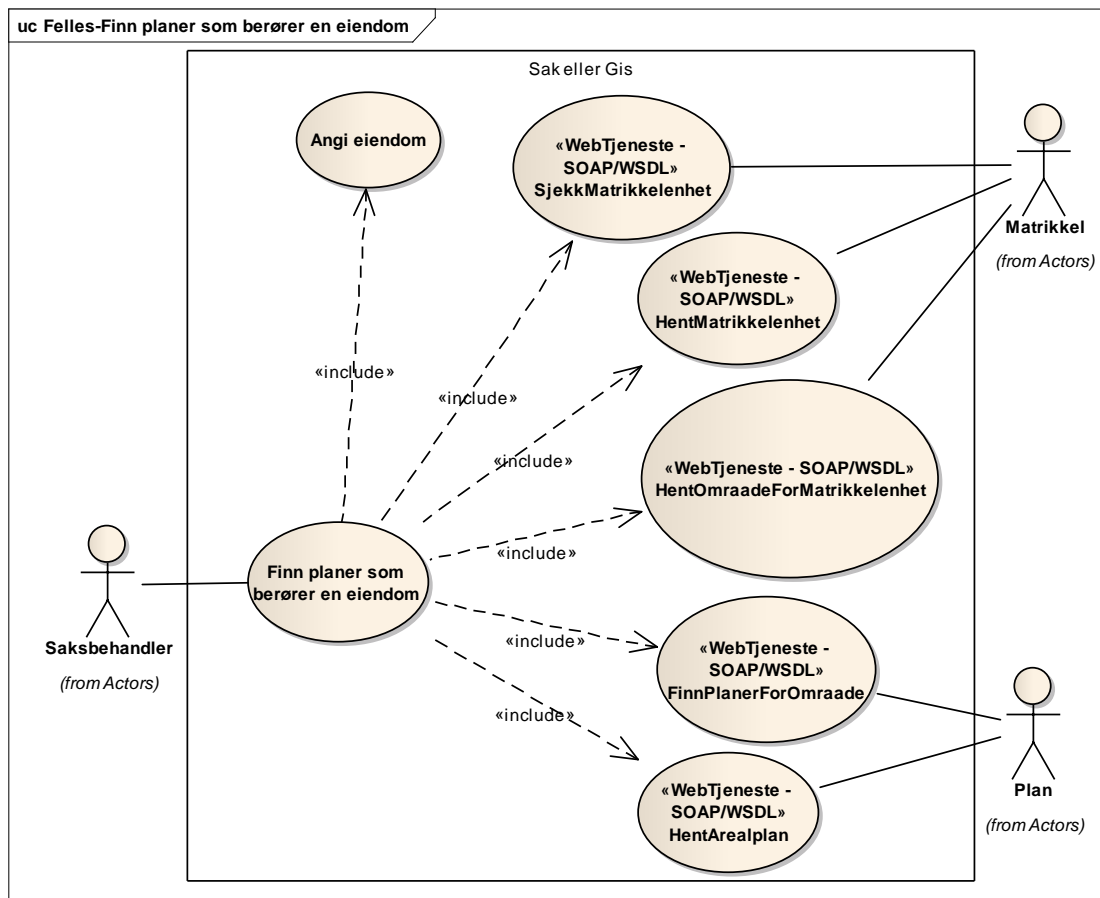 uc Felles-Finn planer som berører en eiendom
Sak eller Gis
Angi eiendom
«WebTjeneste -
SOAP/WSDL»
SjekkMatrikkelenhet
Matrikkel
(from Actors)
«WebTjeneste -
SOAP/WSDL»
HentMatrikkelenhet
«include»
«include»
«include»
«WebTjeneste - SOAP/WSDL»
HentOmraadeForMatrikkelenhet
«include»
Finn planer som
berører en eiendom
Saksbehandler
(from Actors)
«include»
«WebTjeneste -
SOAP/WSDL»
FinnPlanerForOmraade
«include»
«WebTjeneste -
SOAP/WSDL»
HentArealplan
Plan
(from Actors)